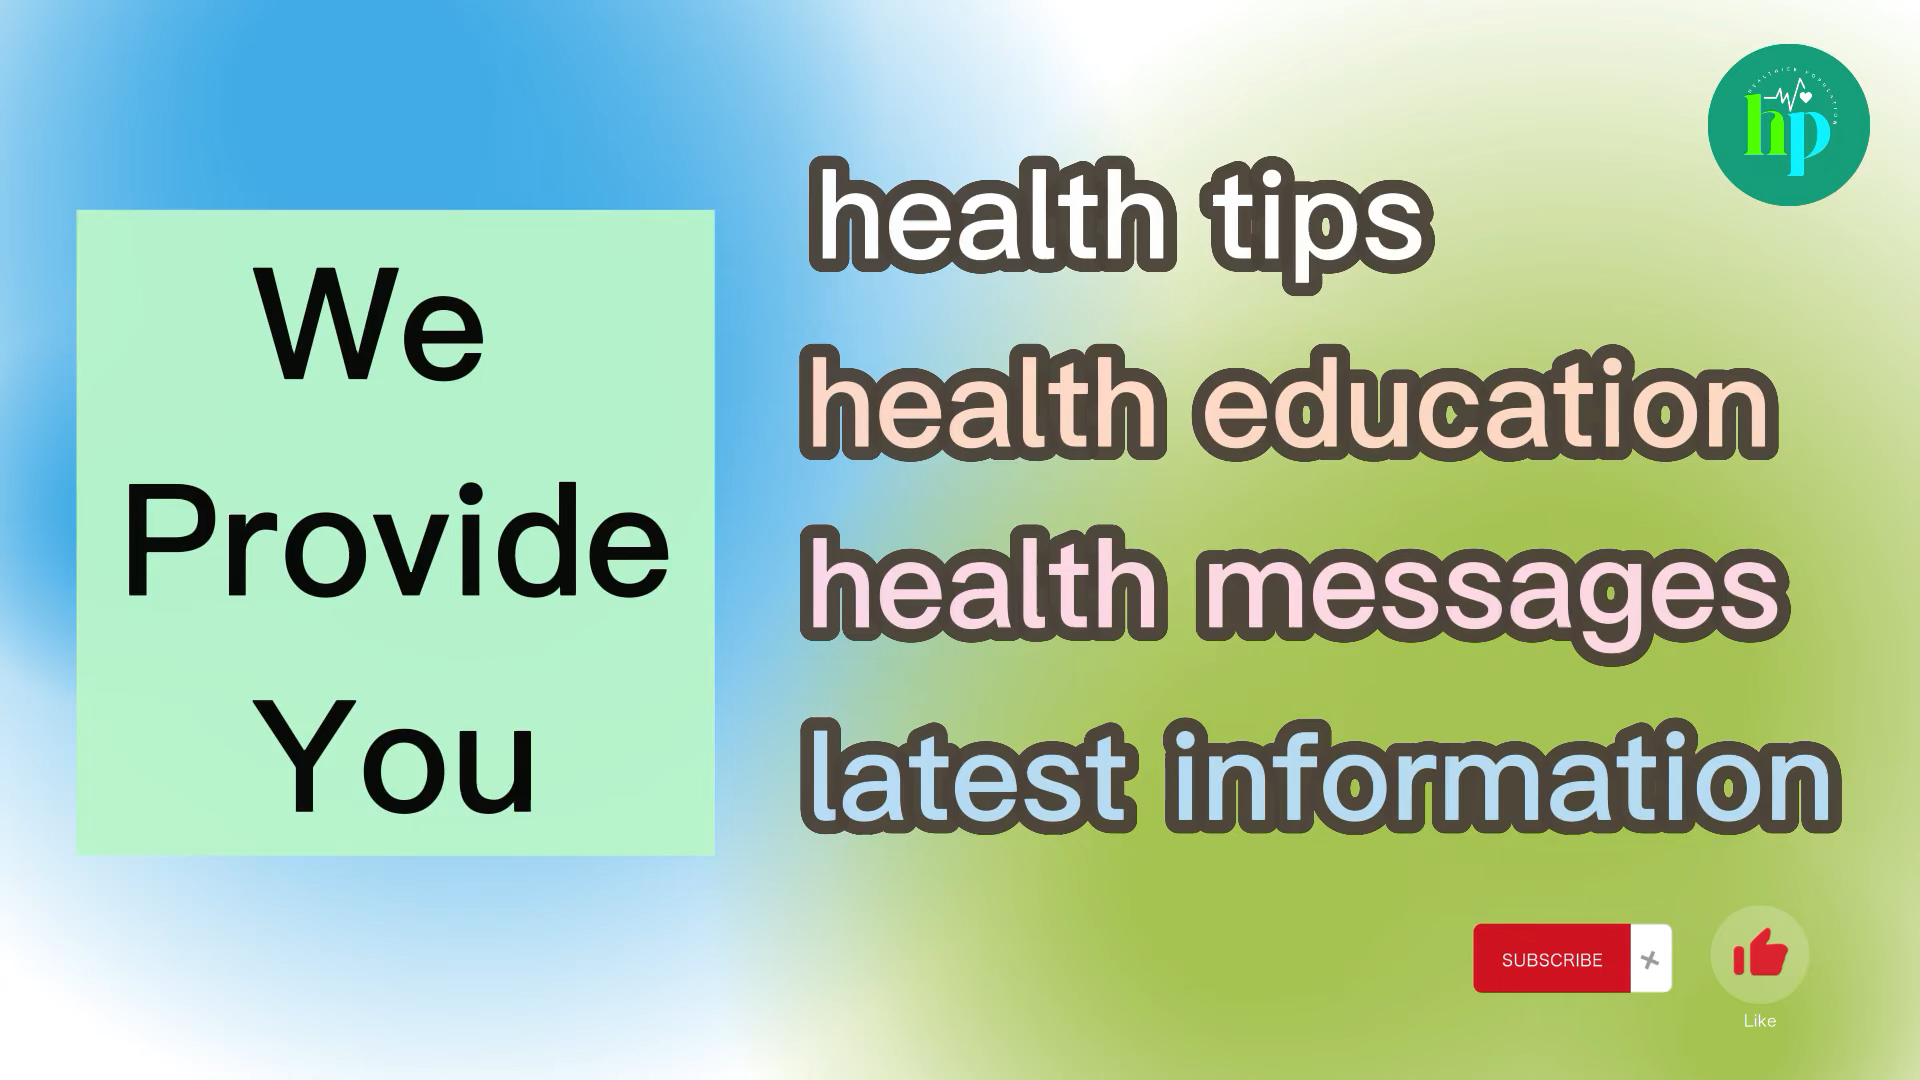 We
Provide
You
health tips
health education
health messages
latest information
hp
SUBSCRIBE
Like